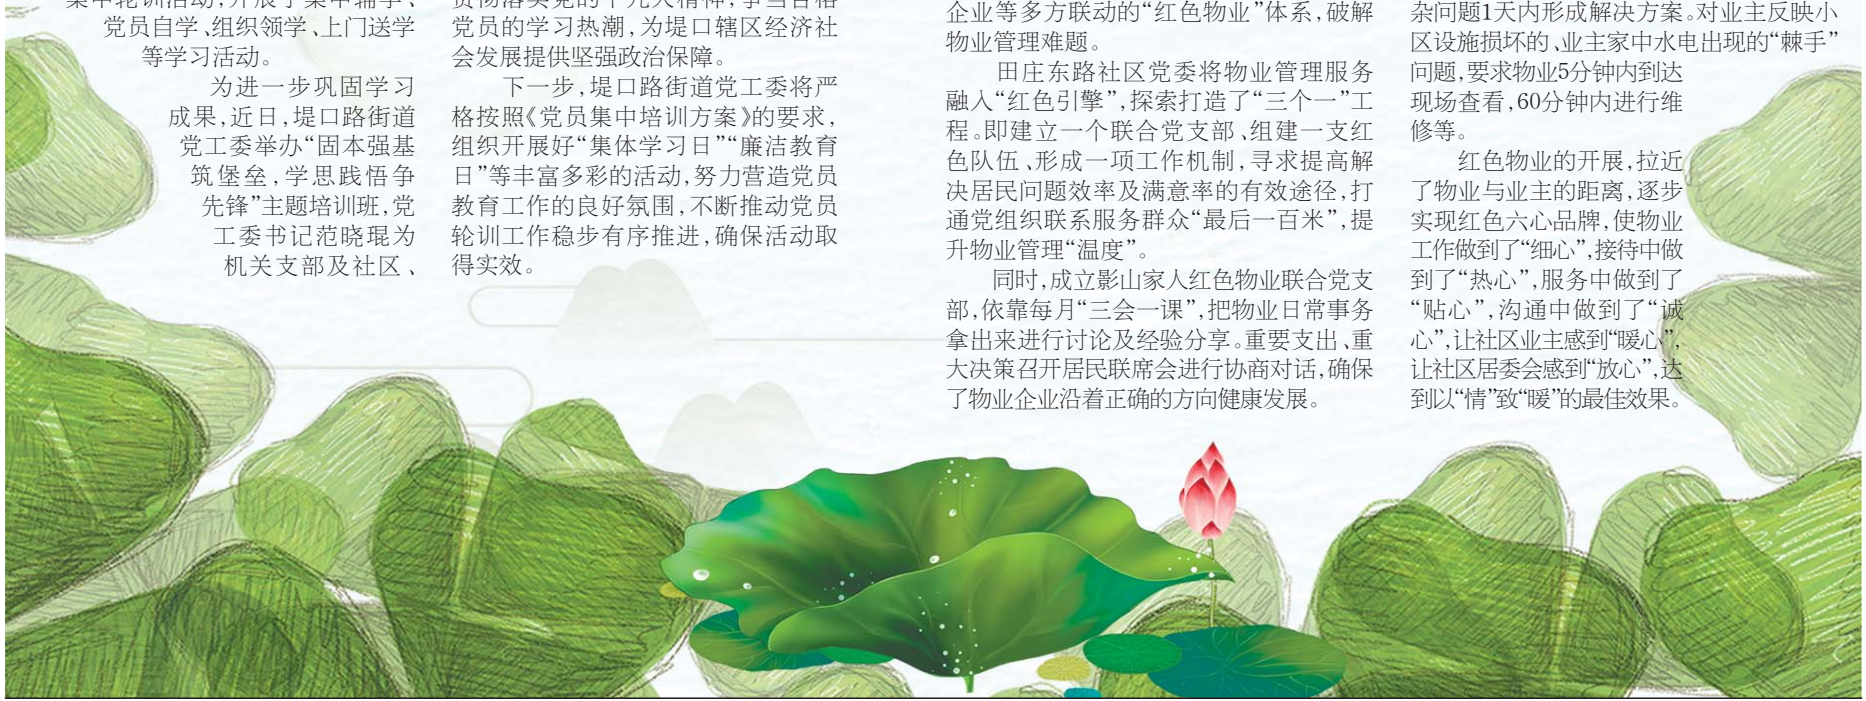 集中轮训活动，开展了集中辅导、
党员自学、组织领学、上门送学
等学习活动。
为进一步巩固学习
成果，近日，堤口路街道
党工委举办“固本强基
筑堡垒，学思践悟争
先锋”主题培训班，党
工委书记范晓琨为
机关支部及社区、
贯彻落实党的十九大精神，争当合格
党员的学习热潮，为堤口辖区经济社
会发展提供坚强政治保障。
下一步，堤口路街道党工委将严
格按照《党员集中培训方案》的要求，
组织开展好“集体学习日”“廉洁教育
日”等丰富多彩的活动，努力营造党员
教育工作的良好氛围，不断推动党员
轮训工作稳步有序推进，确保活动取
得实效。
企业等多方联动的“红色物业”体系，破解
物业管理难题。
田庄东路社区党委将物业管理服务
融入“红色引擎”，探索打造了“三个一”工
程。即建立一个联合党支部、组建一支红
色队伍、形成一项工作机制，寻求提高解
决居民问题效率及满意率的有效途径，打
通党组织联系服务群众“最后一百米”，提
升物业管理“温度”。
同时，成立影山家人红色物业联合党支
部，依靠每月“三会一课”，把物业日常事务
拿出来进行讨论及经验分享。重要支出、重
大决策召开居民联席会进行协商对话，确保
了物业企业沿着正确的方向健康发展。
杂问题1天内形成解决方案。对业主反映小
区设施损坏的、业主家中水电出现的“棘手”
问题，要求物业5分钟内到达
现场查看，60分钟内进行维
修等。
红色物业的开展，拉近
了物业与业主的距离，逐步
实现红色六心品牌，使物业
工作做到了“细心”，接待中做
到了“热心”，服务中做到了
“贴心”，沟通中做到了“诚
心”，让社区业主感到“暖心”，
让社区居委会感到“放心”，达
到以“情”致“暖”的最佳效果。